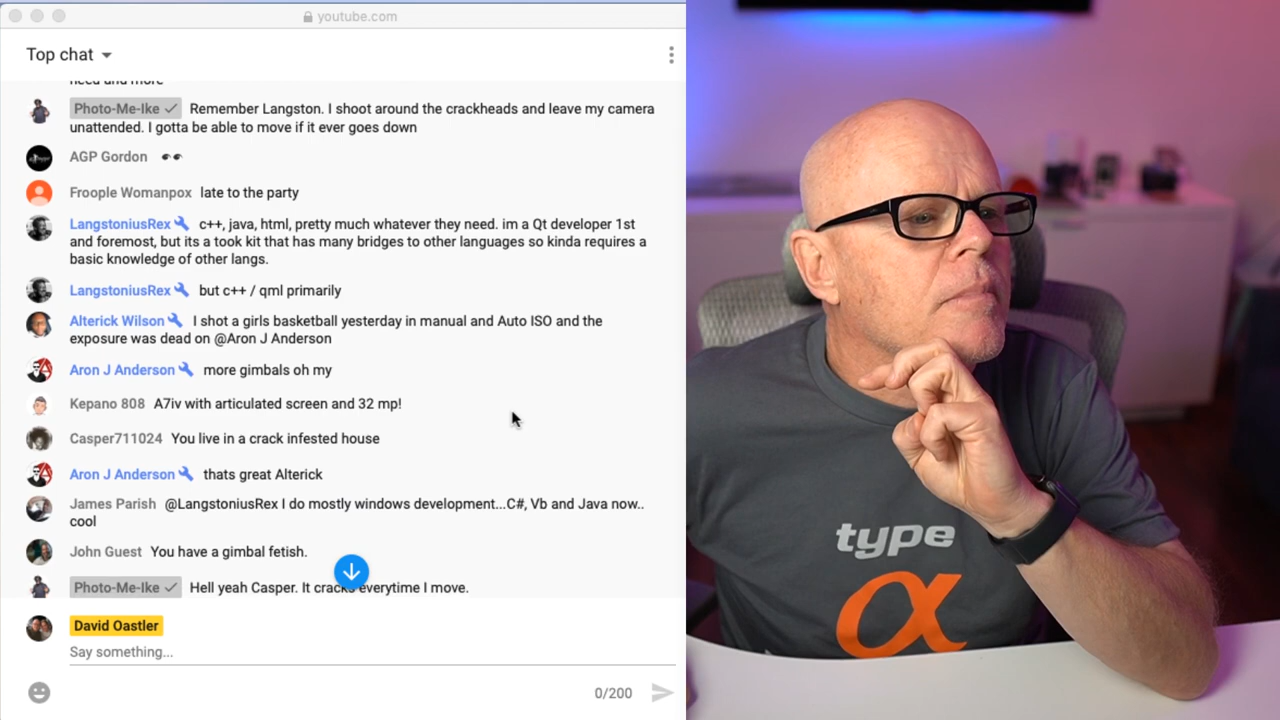 youtube.com
Top chat
need and more
Photo-Me-Ike Remember Langston. I shoot around the crackheads and leave my camera
unattended. I gotta be able to move if it ever goes down
AGP Gordon
Froople Womanpox late to the party
LangstoniusRex c++, java, html, pretty much whatever they need. im a Qt developer 1st
and foremost, but its a took kit that has many bridges to other languages so kinda requires a
basic knowledge of other langs.
LangstoniusRex but c++ / qml primarily
Alterick Wilson I shot a girls basketball yesterday in manual and Auto ISO and the
exposure was dead on @Aron J Anderson
Aron J Anderson more gimbals oh my
Kepano 808 A7iv with articulated screen and 32 mp!
Casper711024 You live in a crack infested house
Aron J Anderson thats great Alterick
James Parish @LangstoniusRex I do mostly windows development...C#, Vb and Java now..
cool
John Guest You have a gimbal fetish.
Photo-Me-Ike Hell yeah Casper. It cracks everytime I move.
David Oastler
Say something...
0/200
type
α